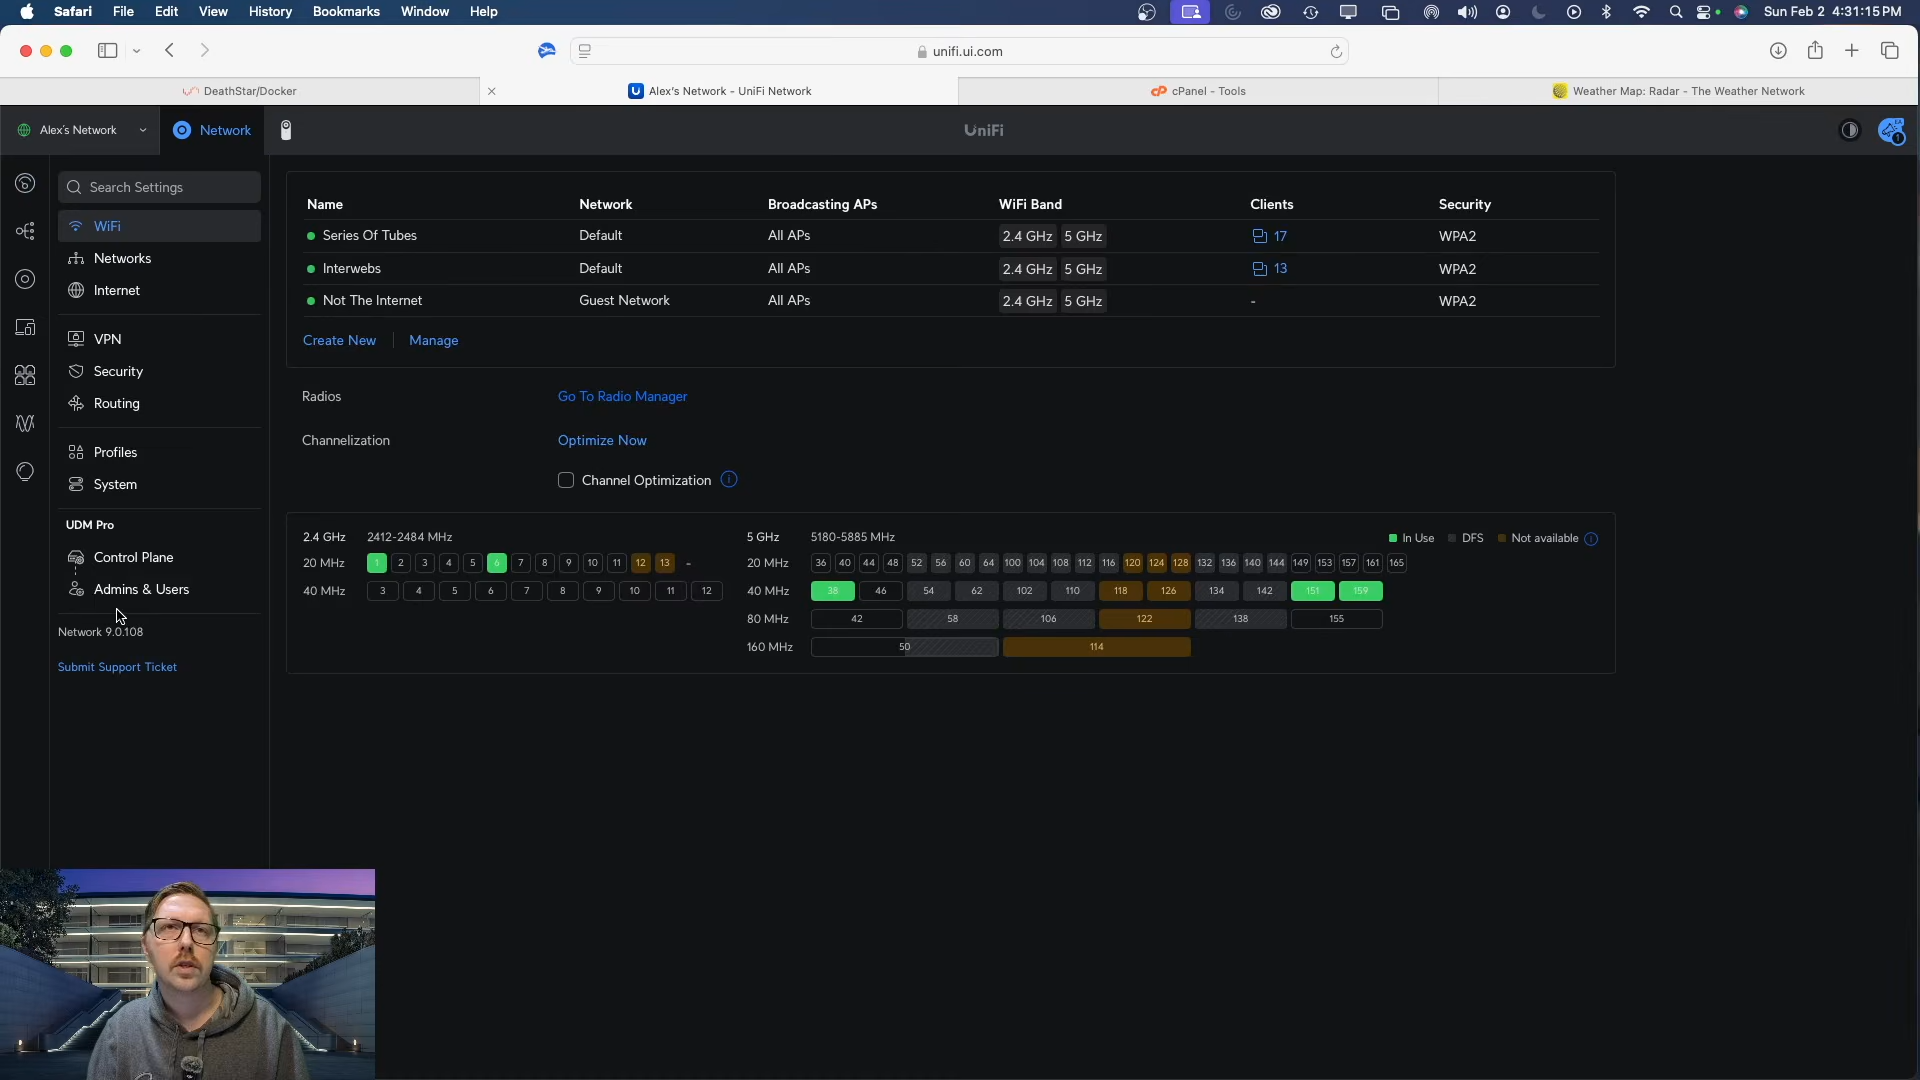 Safari File Edit View History Bookmarks Window Help Sun Feb 2 4:31:15 PM
unifi.ui.com
DeathStar/Docker
Alex's Network - UniFi Network
cPanel - Tools
Weather Map: Radar - The Weather Network
Alex's Network
Network
UniFi
EA
1
Search Settings
WiFi
Networks
Internet
VPN
Security
Routing
Profiles
System
UDM Pro
Control Plane
Admins & Users
Network 9.0.108
Submit Support Ticket
Name Network Broadcasting APs WiFi Band Clients Security
Series Of Tubes Default All APs 2.4 GHz 5 GHz 17 WPA2
Interwebs Default All APs 2.4 GHz 5 GHz 13 WPA2
Not The Internet Guest Network All APs 2.4 GHz 5 GHz - WPA2
Create New Manage
Radios Go To Radio Manager
Channelization Optimize Now
Channel Optimization
2.4 GHz 2412-2484 MHz
20 MHz 1 2 3 4 5 6 7 8 9 10 11 12 13 -
40 MHz 3 4 5 6 7 8 9 10 11 12
5 GHz 5180-5885 MHz In Use DFS Not available
20 MHz 36 40 44 48 52 56 60 64 100 104 108 112 116 120 124 128 132 136 140 144 149 153 157 161 165
40 MHz 38 46 54 62 102 110 118 126 134 142 151 159
80 MHz 42 58 106 122 138 155
160 MHz 50 114